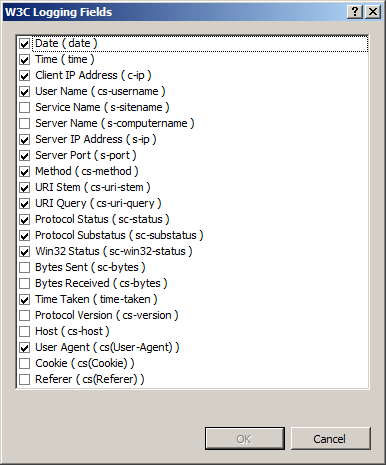 W3C Logging Fields
Date ( date )
Time ( time )
Client IP Address ( c-ip )
User Name ( cs-username )
Service Name ( s-sitename )
Server Name ( s-computername )
Server IP Address ( s-ip )
Server Port ( s-port )
Method ( cs-method )
URI Stem ( cs-uri-stem )
URI Query ( cs-uri-query )
Protocol Status ( sc-status )
Protocol Substatus ( sc-substatus )
Win32 Status ( sc-win32-status )
Bytes Sent ( sc-bytes )
Bytes Received ( cs-bytes )
Time Taken ( time-taken )
Protocol Version ( cs-version )
Host ( cs-host )
User Agent ( cs(User-Agent) )
Cookie ( cs(Cookie) )
Referer ( cs(Referer) )
OK Cancel